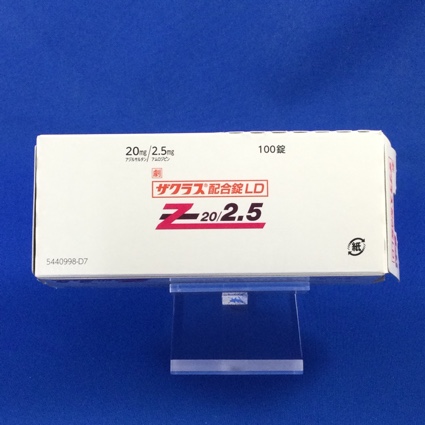 20mg/2.5mg 100錠
アジルサルタン アムロジピン
劇
ザクラス®配合錠LD
Z 20/2.5
紙
5440998-D7